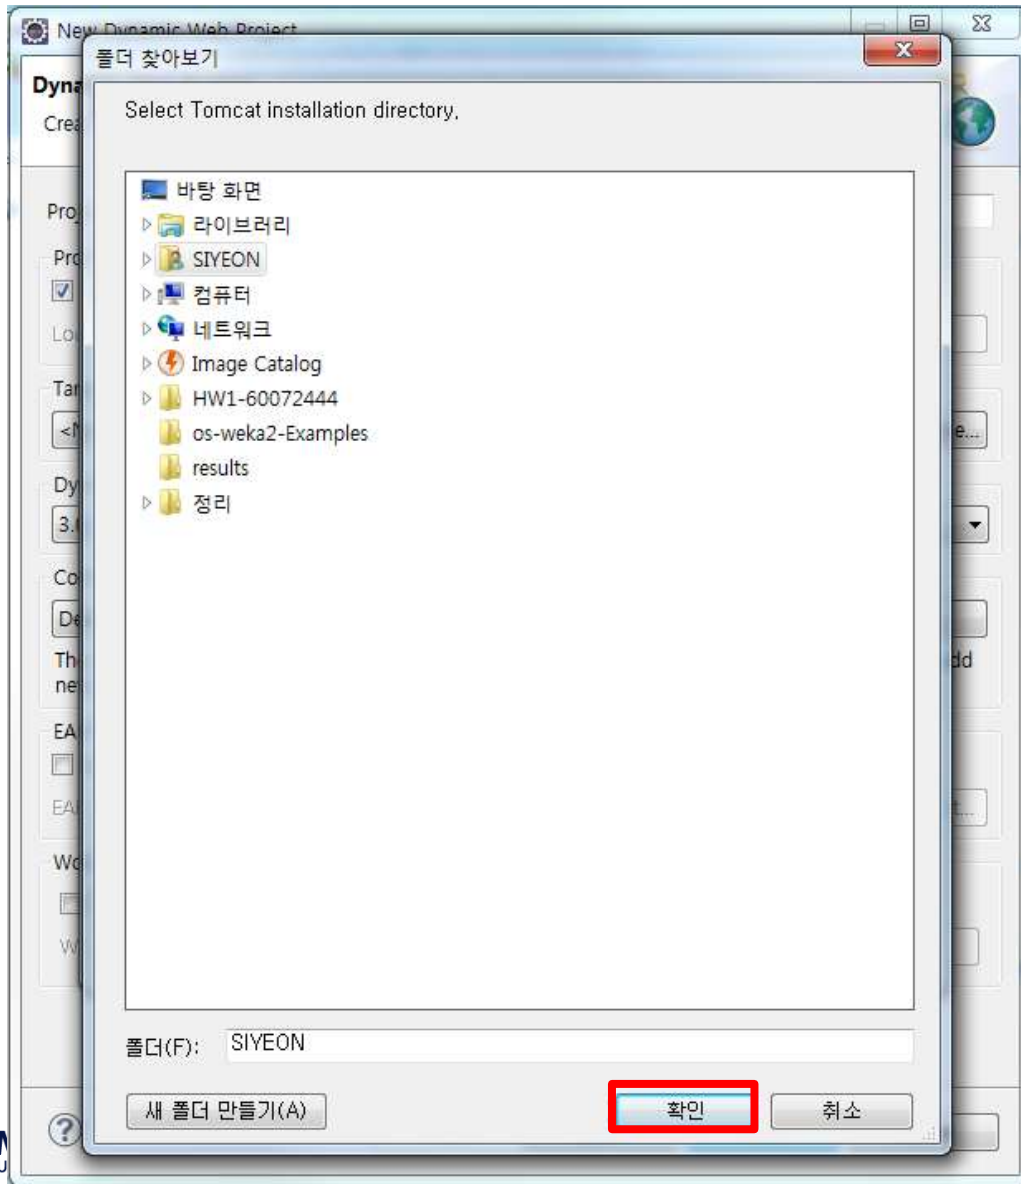 New Dynamic Web Project
폴더 찾아보기
Select Tomcat installation directory,
바탕 화면
라이브러리
SIYEON
컴퓨터
네트워크
Image Catalog
HW1-60072444
os-weka2-Examples
results
정리
폴더(F): SIYEON
새 폴더 만들기(A) 확인 취소